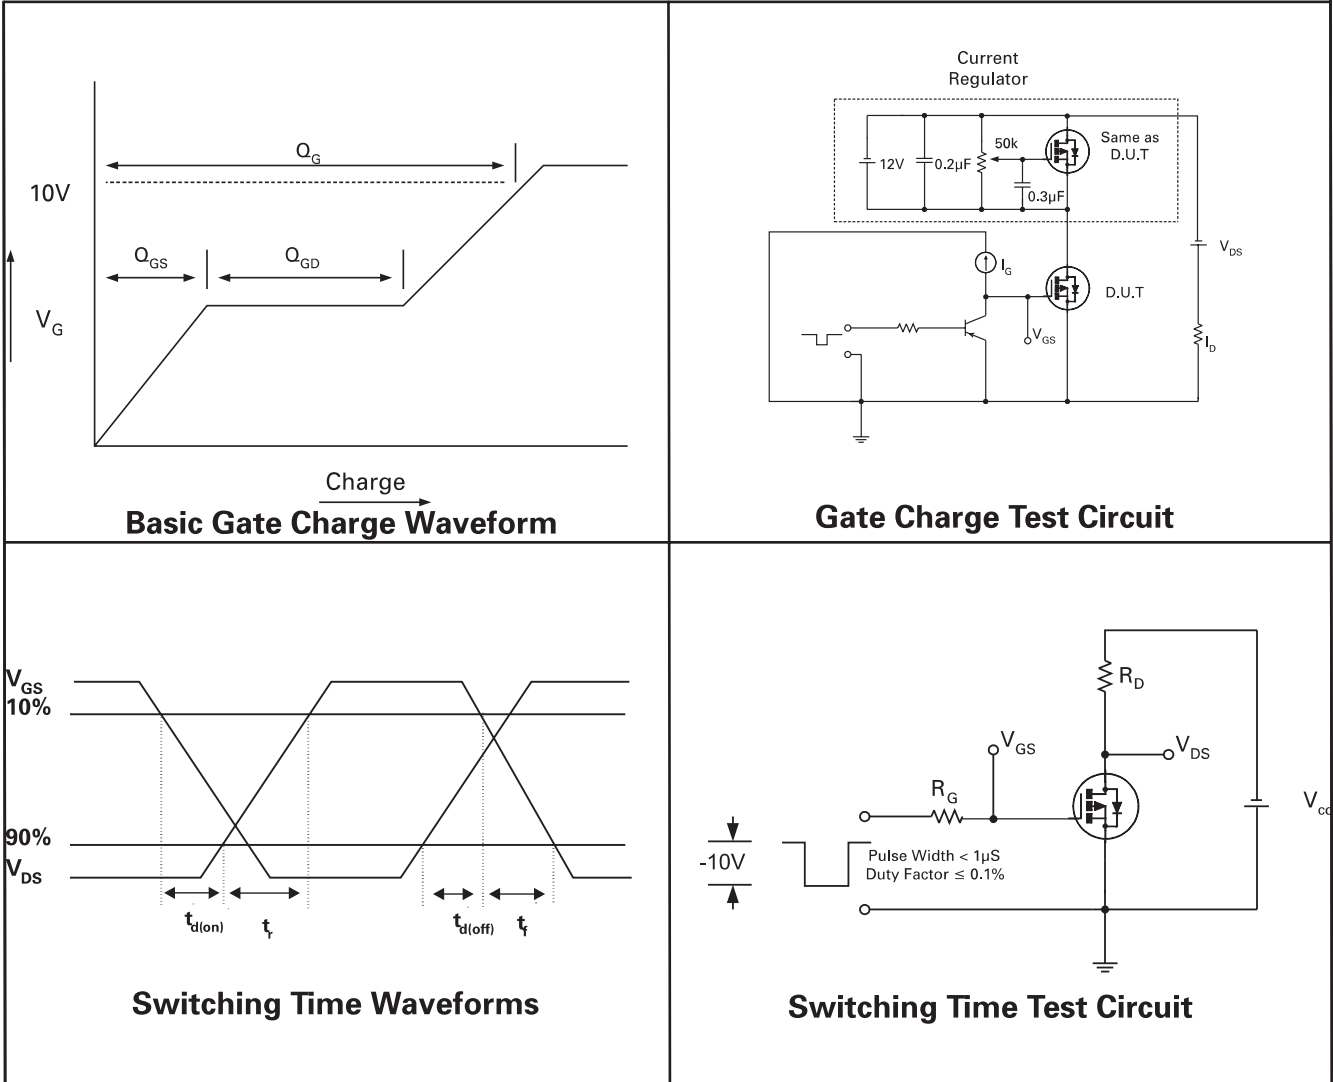 Q_G
10V
Q_GS
Q_GD
V_G
Charge
Basic Gate Charge Waveform
Current
Regulator
12V
0.2µF
50k
0.3µF
Same as
D.U.T
V_DS
I_G
D.U.T
V_GS
I_D
Gate Charge Test Circuit
V_GS
10%
90%
V_DS
t_d(on)
t_r
t_d(off)
t_f
Switching Time Waveforms
R_D
V_GS
V_DS
R_G
V_cc
-10V
Pulse Width < 1µS
Duty Factor ≤ 0.1%
Switching Time Test Circuit